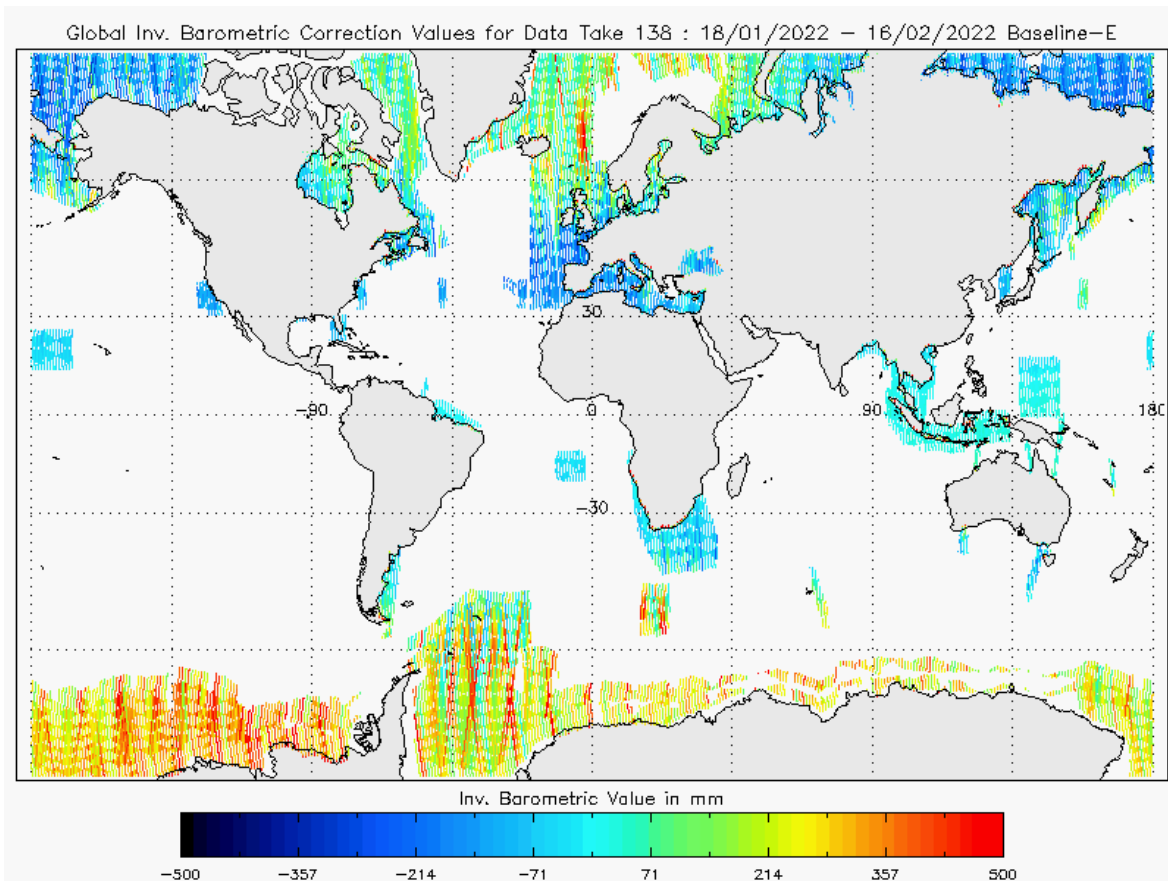 Global Inv. Barometric Correction Values for Data Take 138 : 18/01/2022 – 16/02/2022 Baseline–E
30
–90 0 90 180
–30
Inv. Barometric Value in mm
–500 –357 –214 –71 71 214 357 500